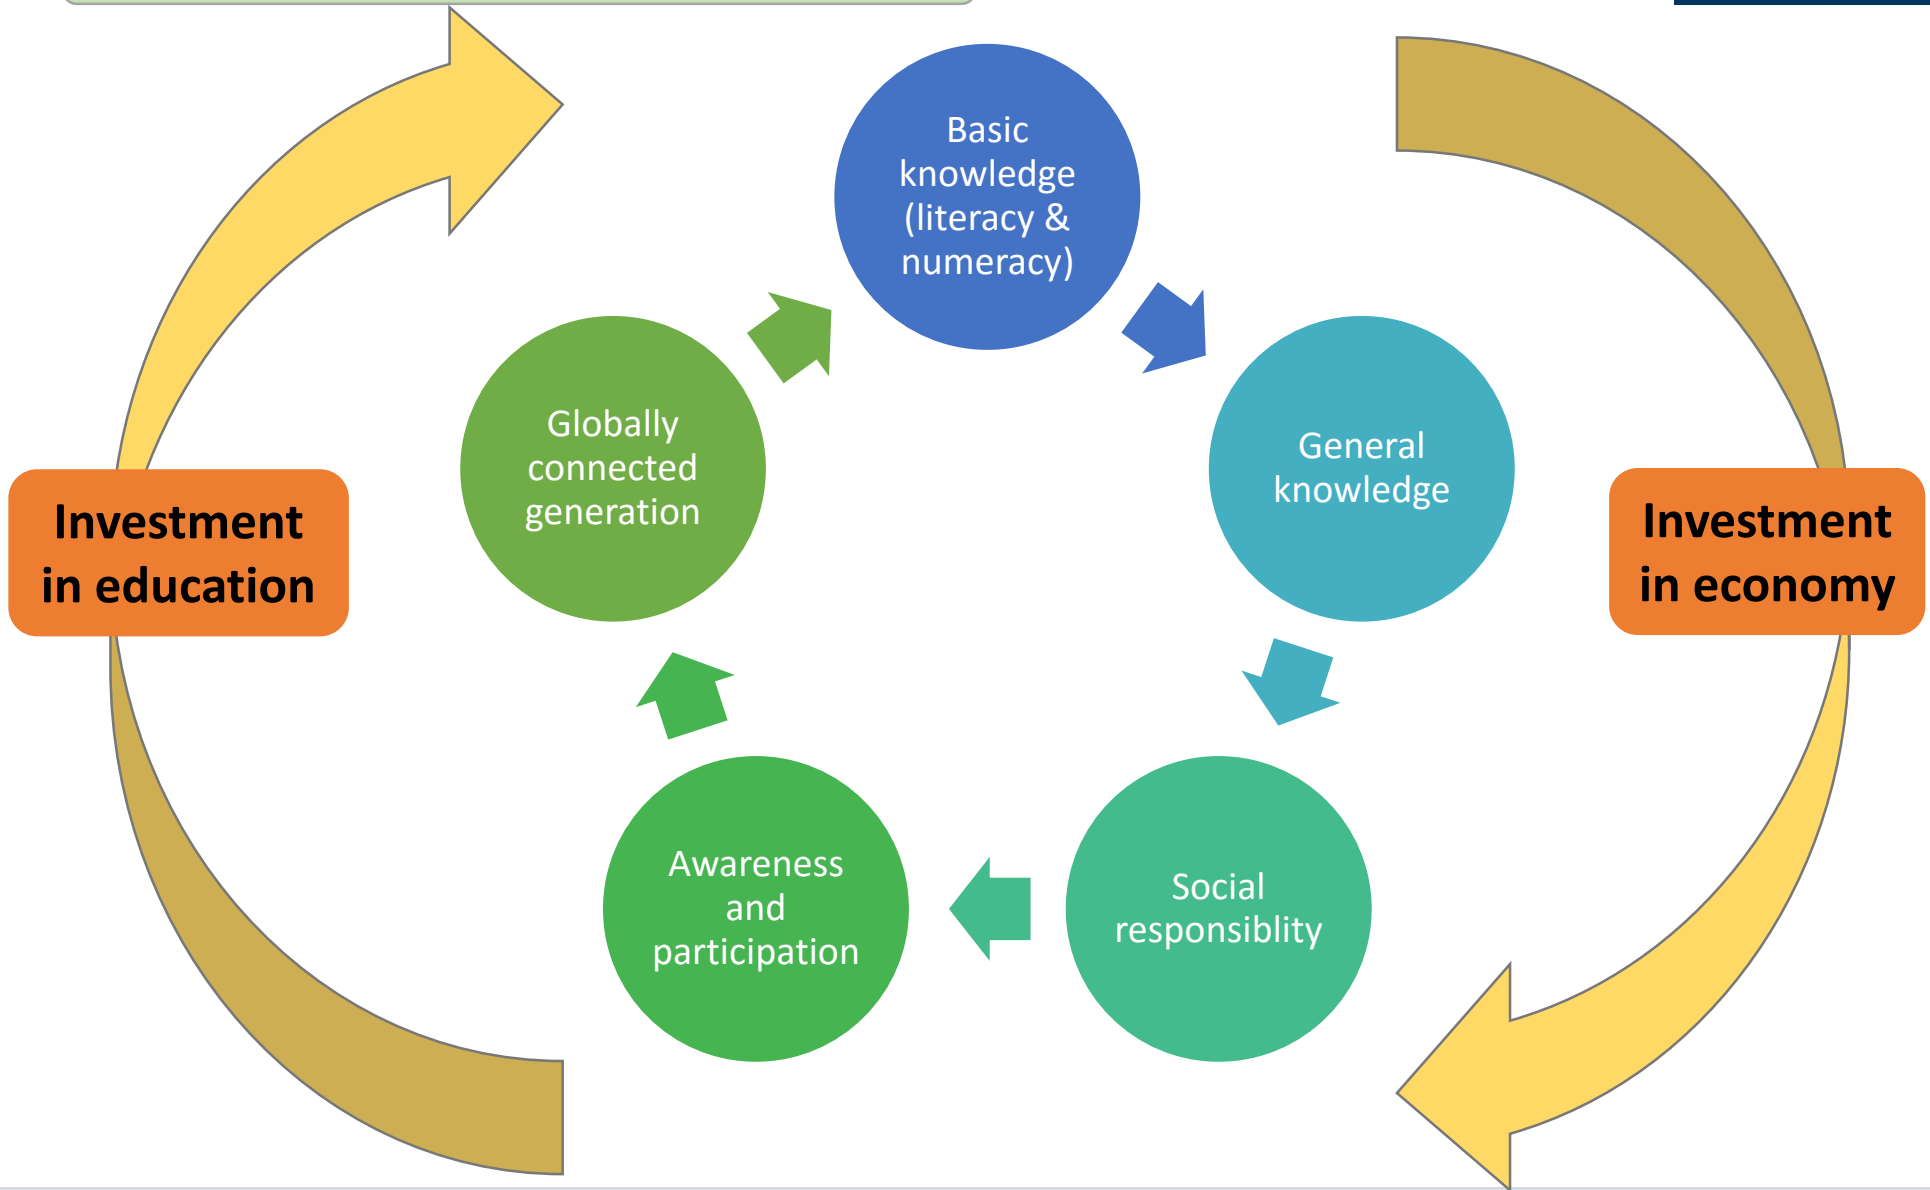 Basic
knowledge
(literacy &
numeracy)
General
knowledge
Social
responsiblity
Awareness
and
participation
Globally
connected
generation
Investment
in education
Investment
in economy